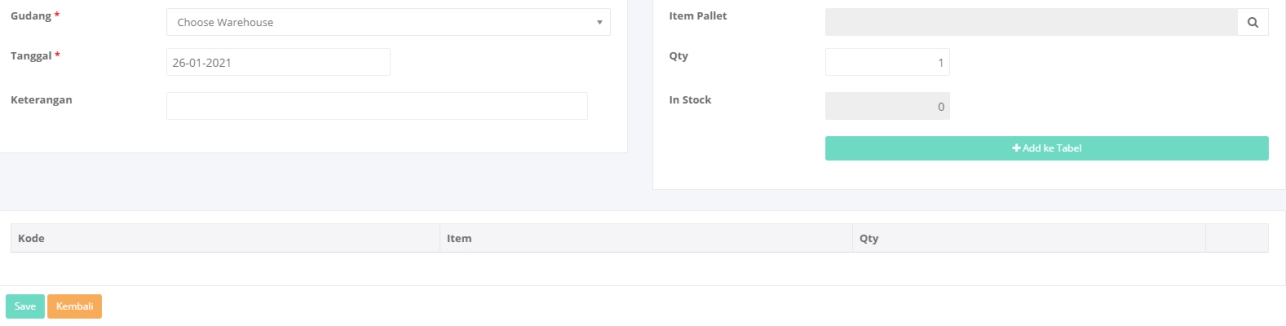 Gudang *
Choose Warehouse
Tanggal *
26-01-2021
Keterangan
Item Pallet
Qty
1
In Stock
0
Add ke Tabel
Kode Item Qty
Save Kembali